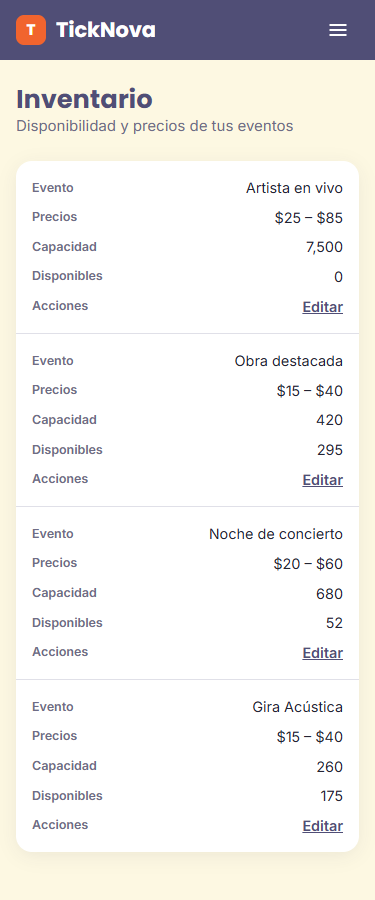 T TickNova
Inventario
Disponibilidad y precios de tus eventos
Evento Artista en vivo
Precios $25 – $85
Capacidad 7,500
Disponibles 0
Acciones Editar
Evento Obra destacada
Precios $15 – $40
Capacidad 420
Disponibles 295
Acciones Editar
Evento Noche de concierto
Precios $20 – $60
Capacidad 680
Disponibles 52
Acciones Editar
Evento Gira Acústica
Precios $15 – $40
Capacidad 260
Disponibles 175
Acciones Editar